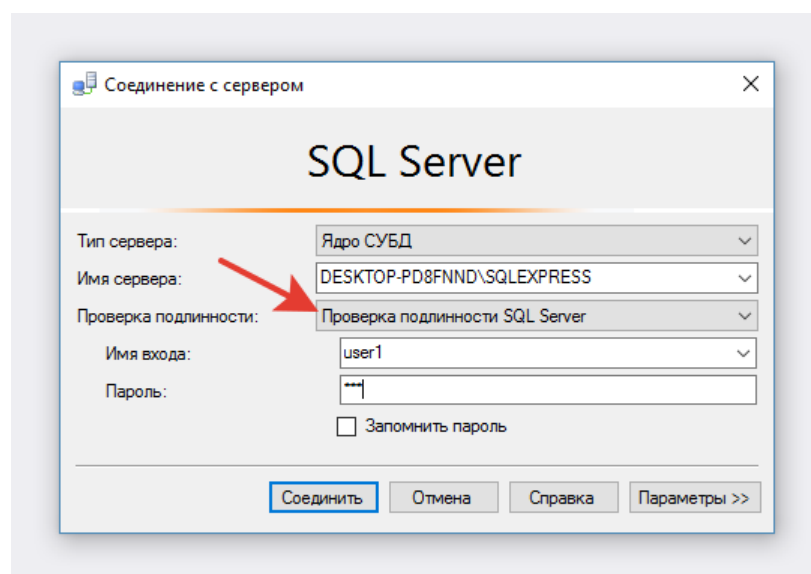 Соединение с сервером
SQL Server
Тип сервера: Ядро СУБД
Имя сервера: DESKTOP-PD8FNND\SQLEXPRESS
Проверка подлинности: Проверка подлинности SQL Server
Имя входа: user1
Пароль: ***
Запомнить пароль
Соединить Отмена Справка Параметры >>